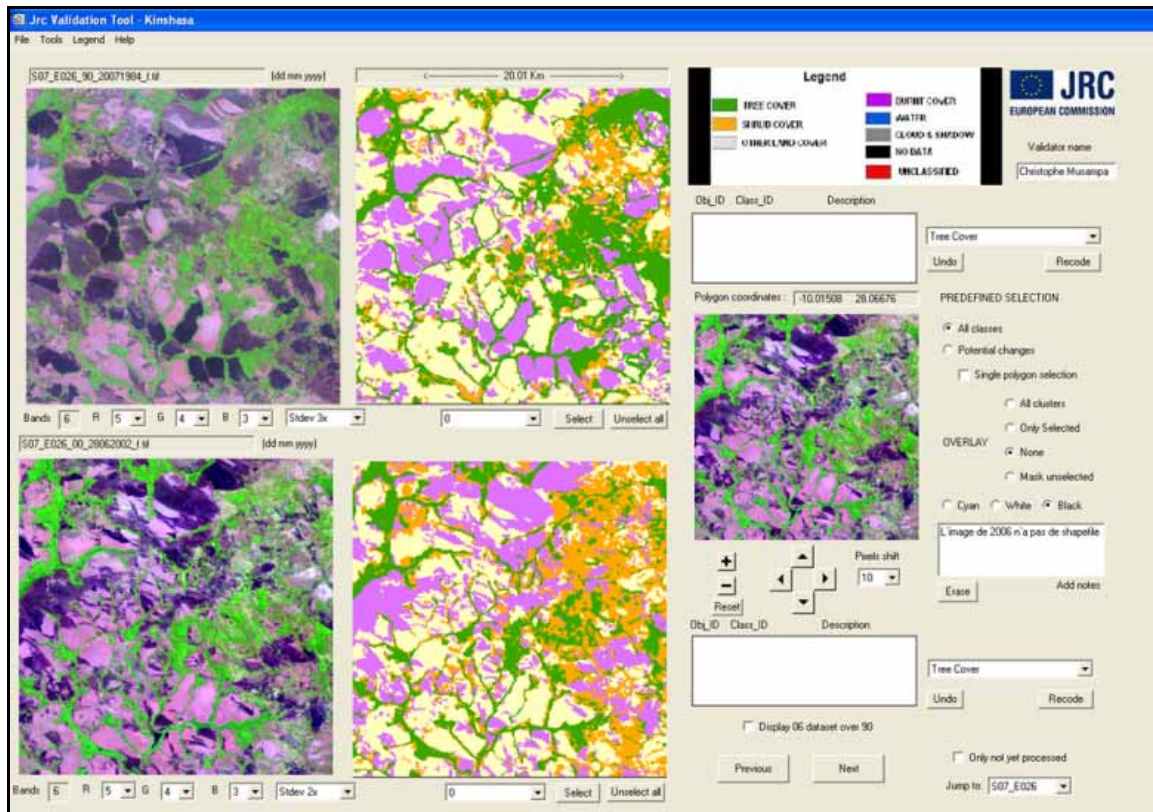 Jrc Validation Tool - Kinshasa
File Tools Legend Help
S07_E026_90_20071984_t.tif (dd mm yyyy)
<--- 20.01 Km --->
Legend
TREE COVER
SHRUB COVER
OTHER LAND COVER
BURNT COVER
WATER
CLOUD & SHADOW
NO DATA
UNCLASSIFIED
JRC
EUROPEAN COMMISSION
Validator name
Christophe Musampa
Obj_ID Class_ID Description
Tree Cover
Undo Recode
Polygon coordinates : -10.01508 28.06676
PREDEFINED SELECTION
All classes
Potential changes
Single polygon selection
All clusters
Only Selected
OVERLAY
None
Mask unselected
Cyan White Black
L'image de 2006 n'a pas de shapefile
Erase Add notes
Bands 6 R 5 G 4 B 3 Stdev 3x
0 Select Unselect all
S07_E026_00_28062002_t.tif (dd mm yyyy)
+
-
Reset
Pixels shift
10
Obj_ID Class_ID Description
Tree Cover
Undo Recode
Display 06 dataset over 90
Previous Next
Only not yet processed
Jump to: S07_E026
Bands 6 R 5 G 4 B 3 Stdev 2x
0 Select Unselect all